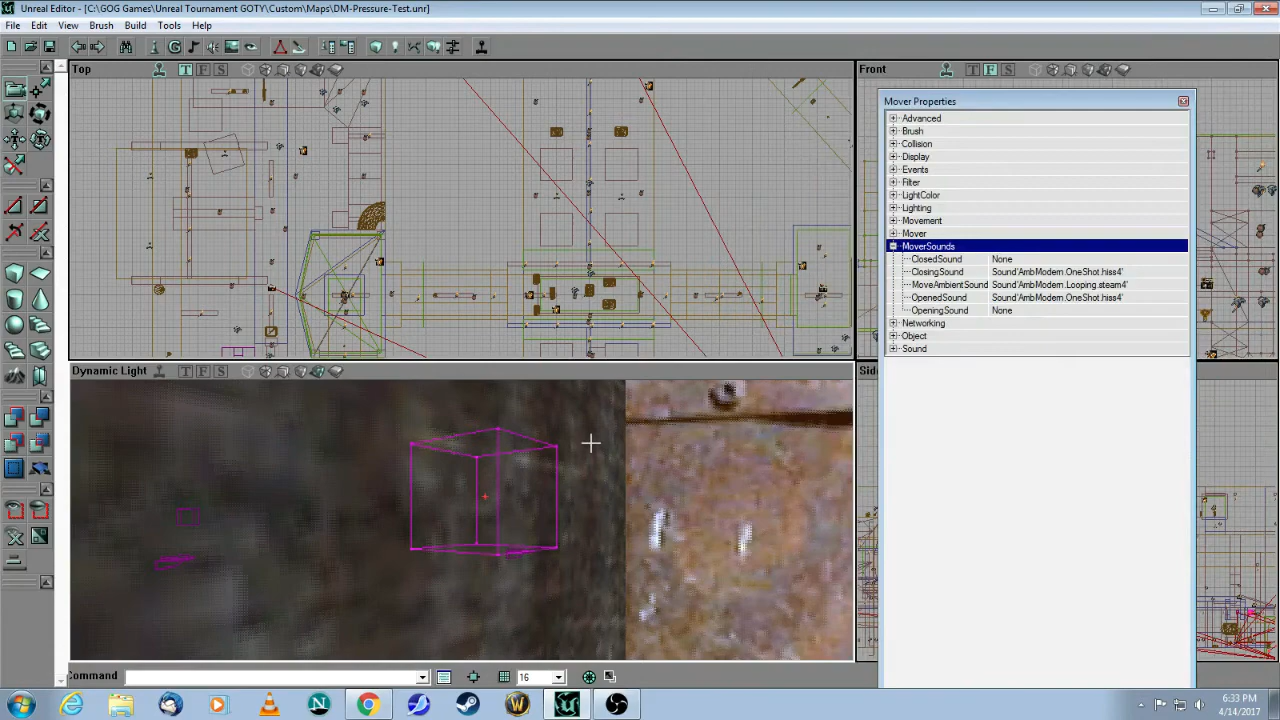 Unreal Editor - [C:\GOG Games\Unreal Tournament GOTY\Custom\Maps\DM-Pressure-Test.unr]
File Edit View Brush Build Tools Help
Top T F S
Front T F S
Mover Properties
Advanced
Brush
Collision
Display
Events
Filter
LightColor
Lighting
Movement
Mover
MoverSounds
ClosedSound None
ClosingSound Sound'AmbModern.OneShot.hiss4'
MoveAmbientSound Sound'AmbModern.Looping.steam4'
OpenedSound Sound'AmbModern.OneShot.hiss4'
OpeningSound None
Networking
Object
Sound
Dynamic Light T F S
Command 16
6:33 PM
4/14/2017